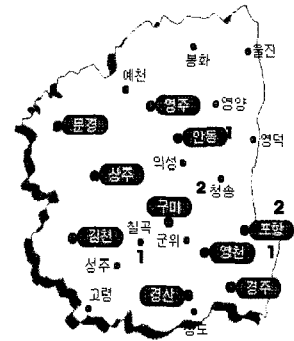 봉화
울진
예천
영주
영양
문경
안동 1
영덕
의성
상주
2 청송
구미
2
포항
김천
칠곡
군위
영천
1
1
성주
고령
경산
경주
청도